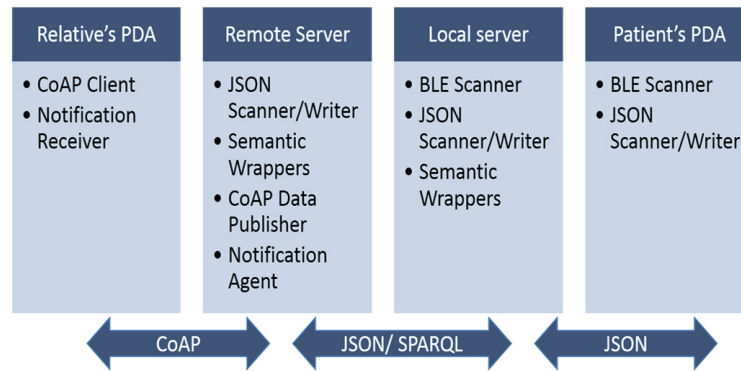 Relative's PDA
• CoAP Client
• Notification
Receiver
Remote Server
• JSON
Scanner/Writer
• Semantic
Wrappers
• CoAP Data
Publisher
• Notification
Agent
Local server
• BLE Scanner
• JSON
Scanner/Writer
• Semantic
Wrappers
Patient's PDA
• BLE Scanner
• JSON
Scanner/Writer
CoAP
JSON/ SPARQL
JSON